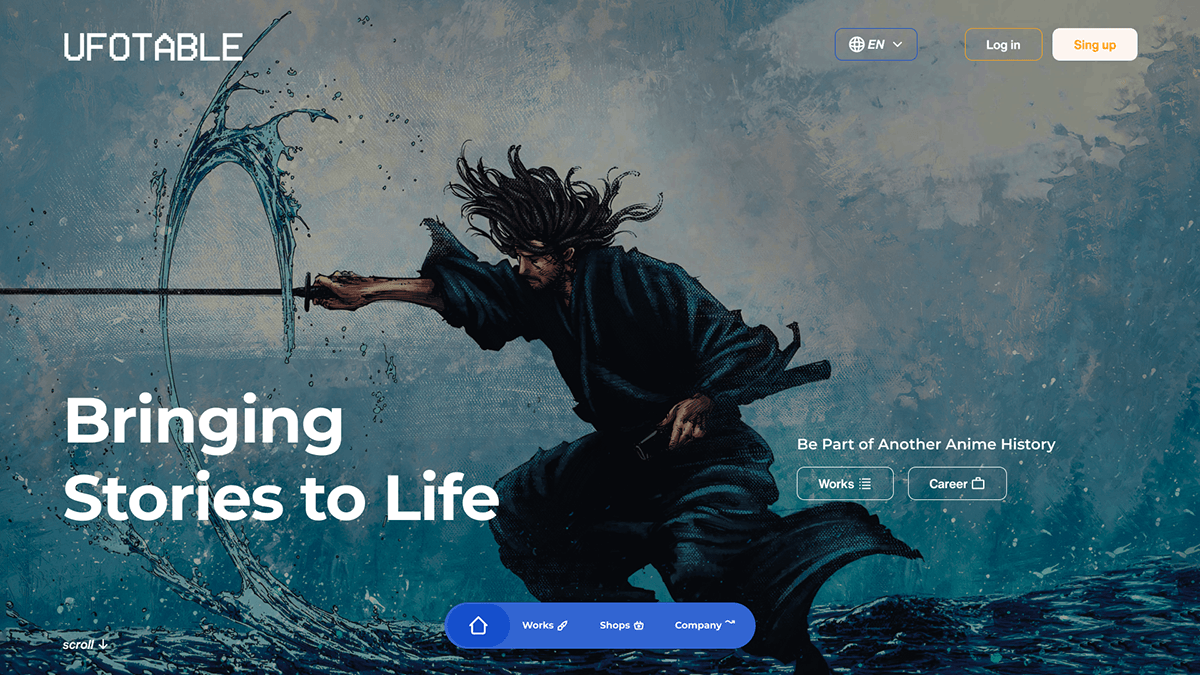 UFOTABLE
EN
Log in
Sing up
Bringing
Stories to Life
Be Part of Another Anime History
Works
Career
scroll ↓
Works
Shops
Company